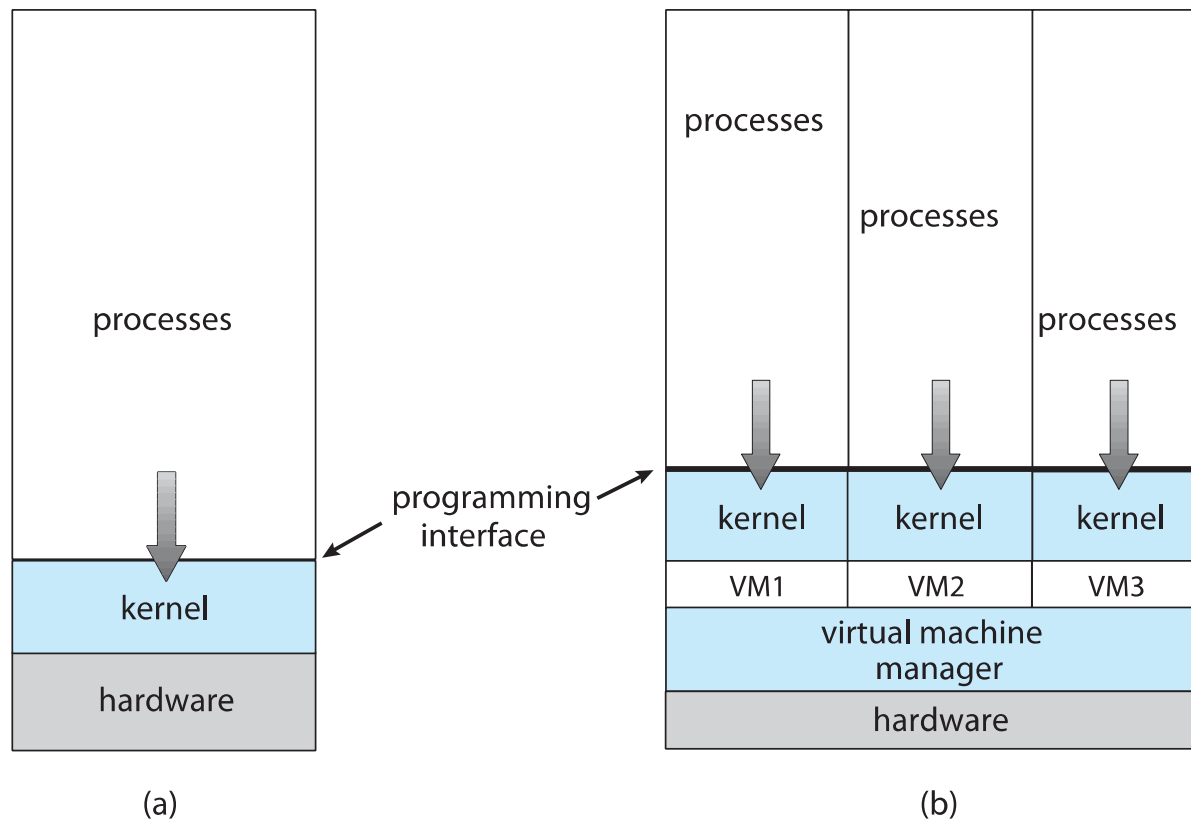 processes
programming
interface
kernel
hardware
(a)
processes
processes
processes
kernel
kernel
kernel
VM1
VM2
VM3
virtual machine
manager
hardware
(b)